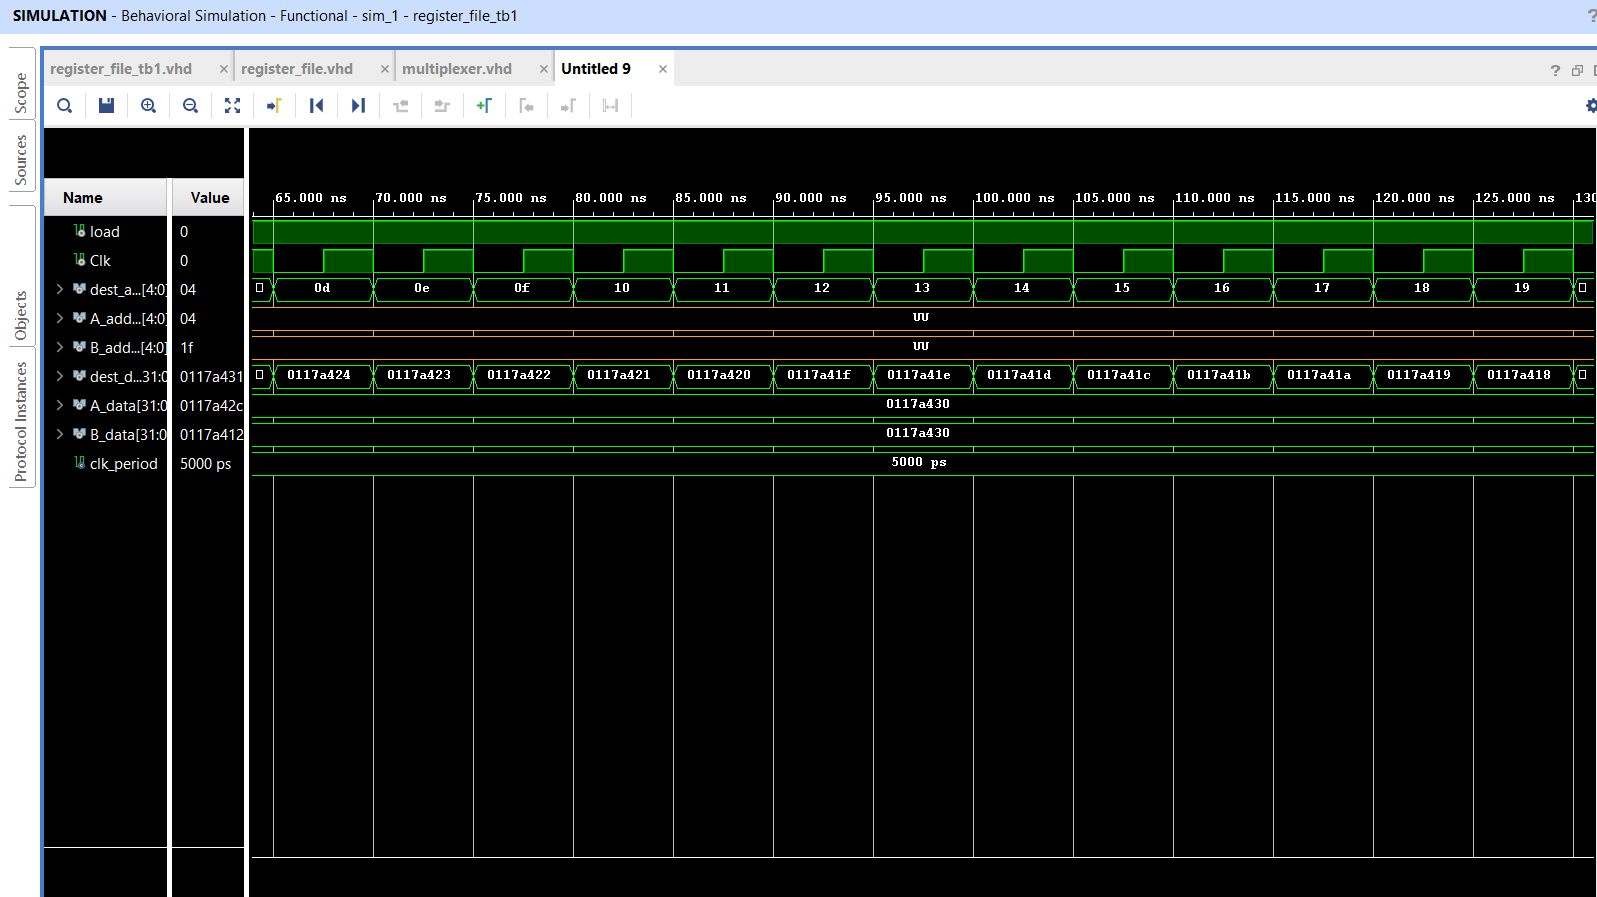 SIMULATION - Behavioral Simulation - Functional - sim_1 - register_file_tb1
?
register_file_tb1.vhd × register_file.vhd × multiplexer.vhd × Untitled 9 ×
?
Scope
Sources
Objects
Protocol Instances
Name Value
65.000 ns 70.000 ns 75.000 ns 80.000 ns 85.000 ns 90.000 ns 95.000 ns 100.000 ns 105.000 ns 110.000 ns 115.000 ns 120.000 ns 125.000 ns 130
load 0
Clk 0
dest_a...[4:0] 04 0d 0e 0f 10 11 12 13 14 15 16 17 18 19
A_add...[4:0] 04 UU
B_add...[4:0] 1f UU
dest_d...31:0 0117a431 0117a424 0117a423 0117a422 0117a421 0117a420 0117a41f 0117a41e 0117a41d 0117a41c 0117a41b 0117a41a 0117a419 0117a418
A_data[31:0 0117a42c 0117a430
B_data[31:0 0117a412 0117a430
clk_period 5000 ps 5000 ps